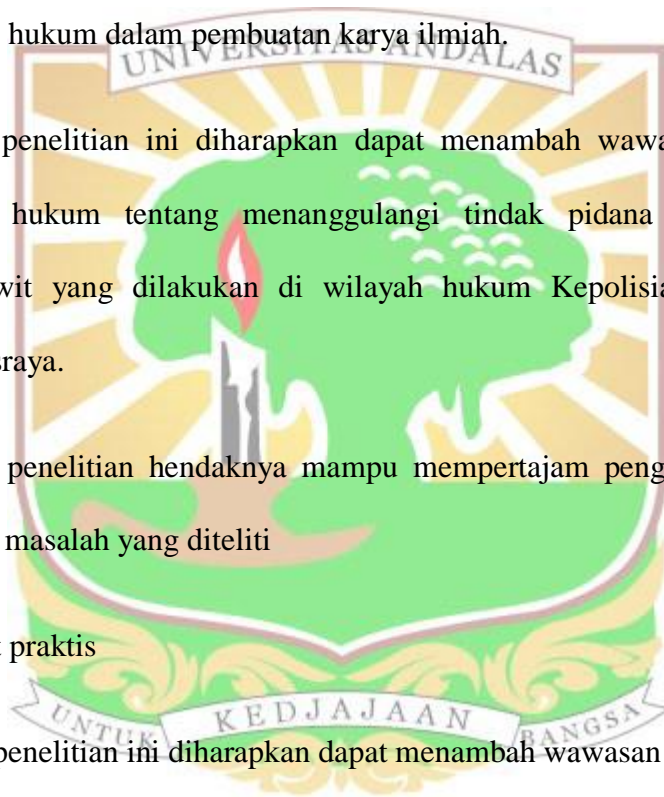 hukum dalam pembuatan karya ilmiah.
UNIVERSITAS ANDALAS
penelitian ini diharapkan dapat menambah wawa
hukum tentang menanggulangi tindak pidana
wit yang dilakukan di wilayah hukum Kepolisia
sraya.
penelitian hendaknya mampu mempertajam peng
masalah yang diteliti
praktis
UNTUK KEDJAJAAN BANGSA
penelitian ini diharapkan dapat menambah wawasan